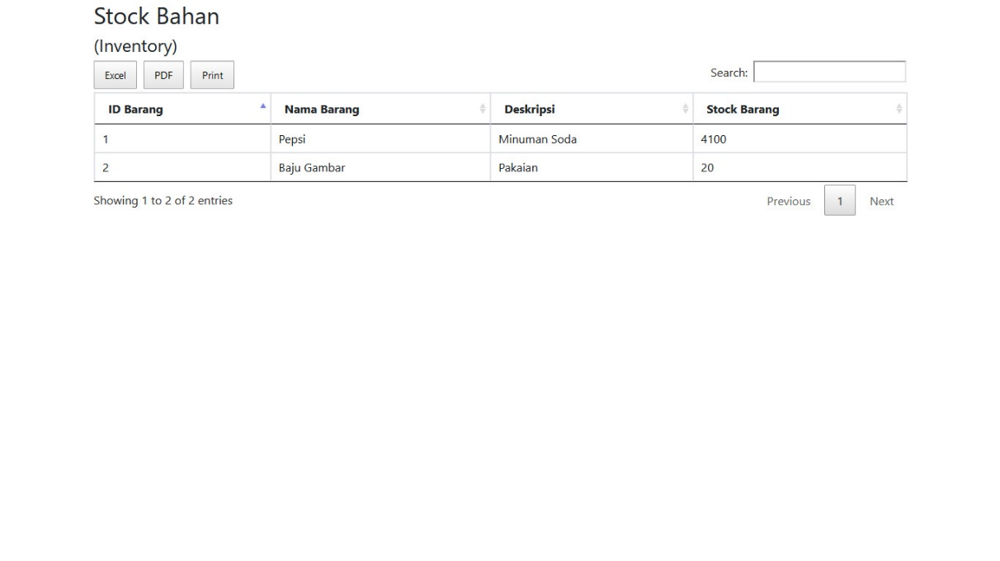 Stock Bahan
(Inventory)
Excel PDF Print Search:
ID Barang Nama Barang Deskripsi Stock Barang
1 Pepsi Minuman Soda 4100
2 Baju Gambar Pakaian 20
Showing 1 to 2 of 2 entries Previous 1 Next